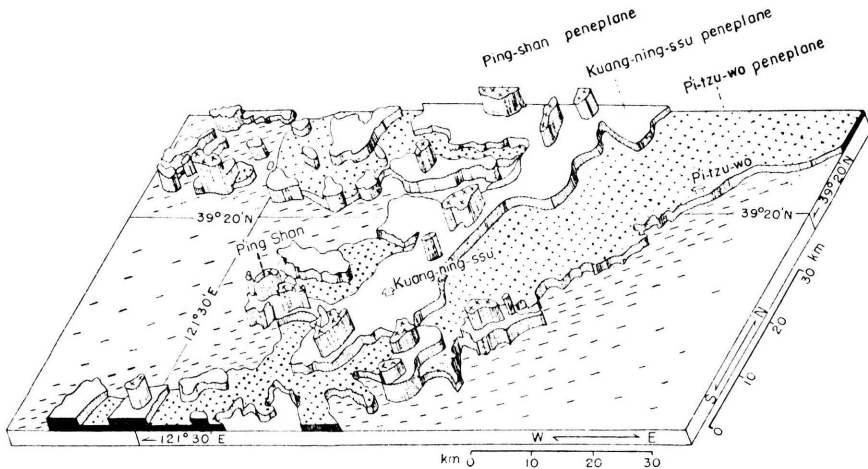 Ping-shan peneplane
Kuang-ning-ssu peneplane
Pi-tzu-wo peneplane
Pi-tzu-wo
39°20'N
39°20'N
39°20'N
Ping Shan
Kuang-ning-ssu
121°30'E
km
30
20
10
0
S N
121°30'E
W E
km 0 10 20 30